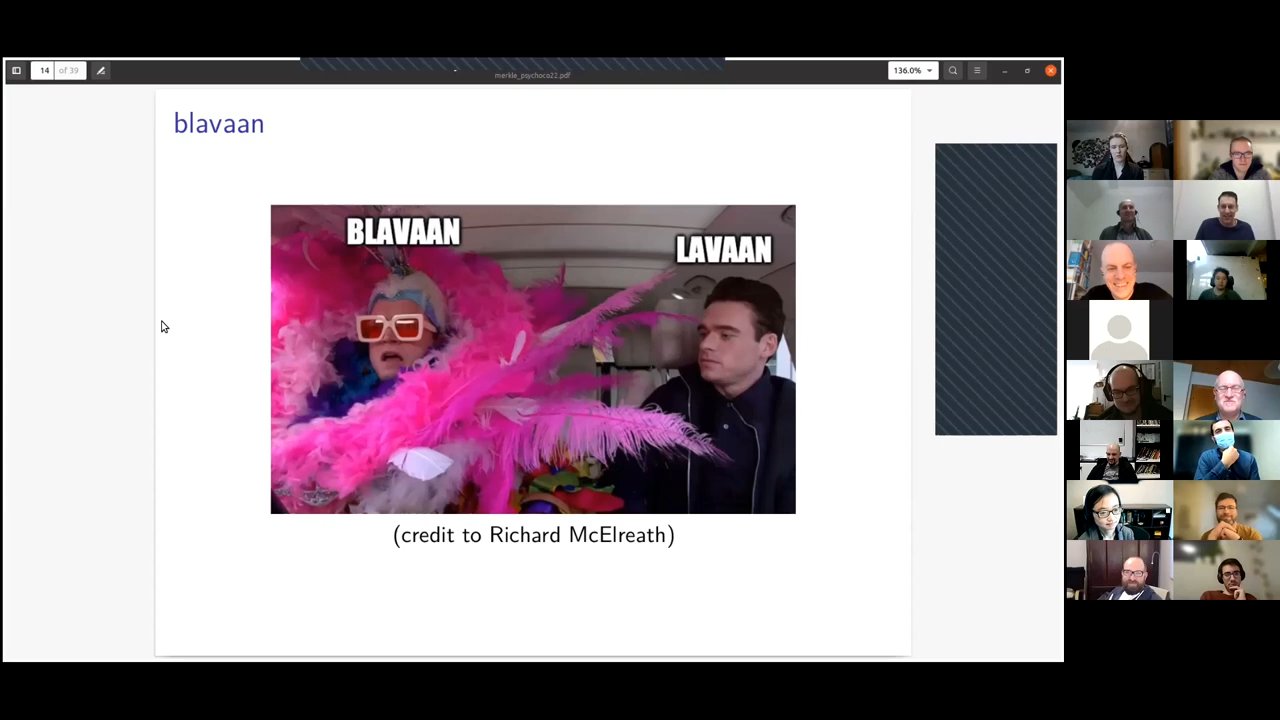 14 of 39
merkle_psychoco22.pdf
136.0%
blavaan
BLAVAAN
LAVAAN
(credit to Richard McElreath)